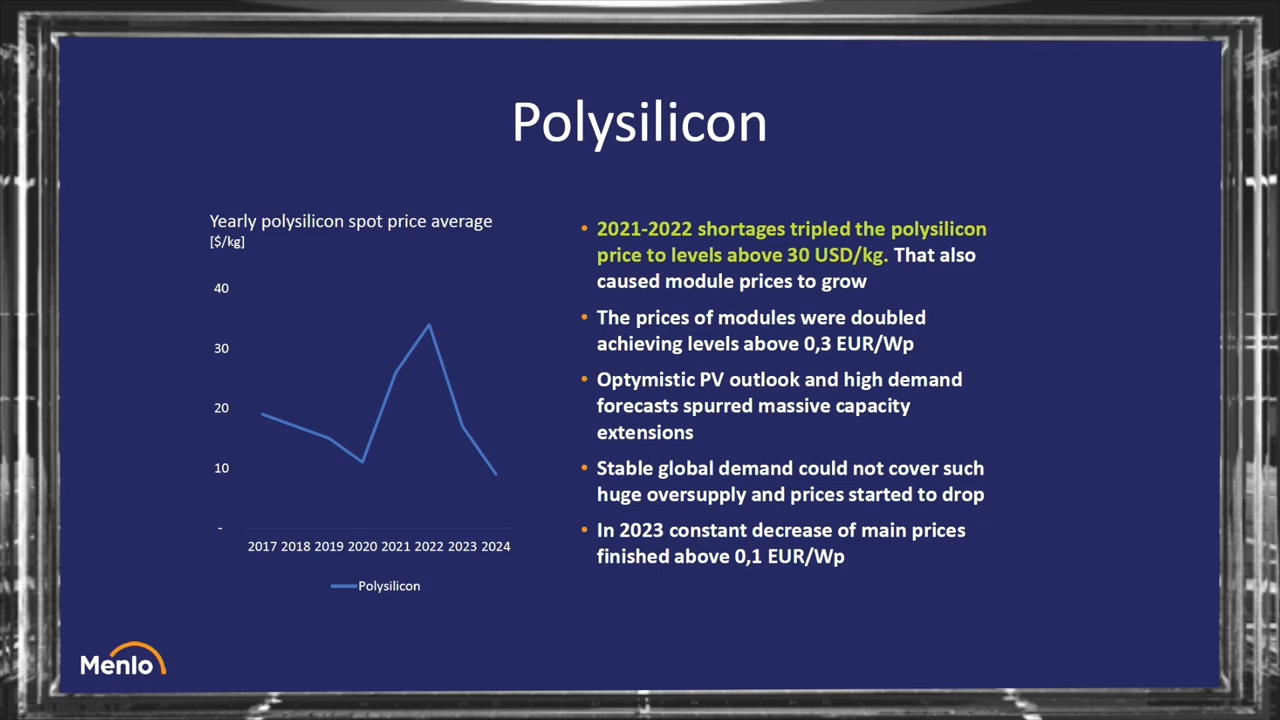 Polysilicon
Yearly polysilicon spot price average
[$/kg]
40
30
20
10
-
2017 2018 2019 2020 2021 2022 2023 2024
Polysilicon
• 2021-2022 shortages tripled the polysilicon
price to levels above 30 USD/kg. That also
caused module prices to grow
• The prices of modules were doubled
achieving levels above 0,3 EUR/Wp
• Optymistic PV outlook and high demand
forecasts spurred massive capacity
extensions
• Stable global demand could not cover such
huge oversupply and prices started to drop
• In 2023 constant decrease of main prices
finished above 0,1 EUR/Wp
Menlo